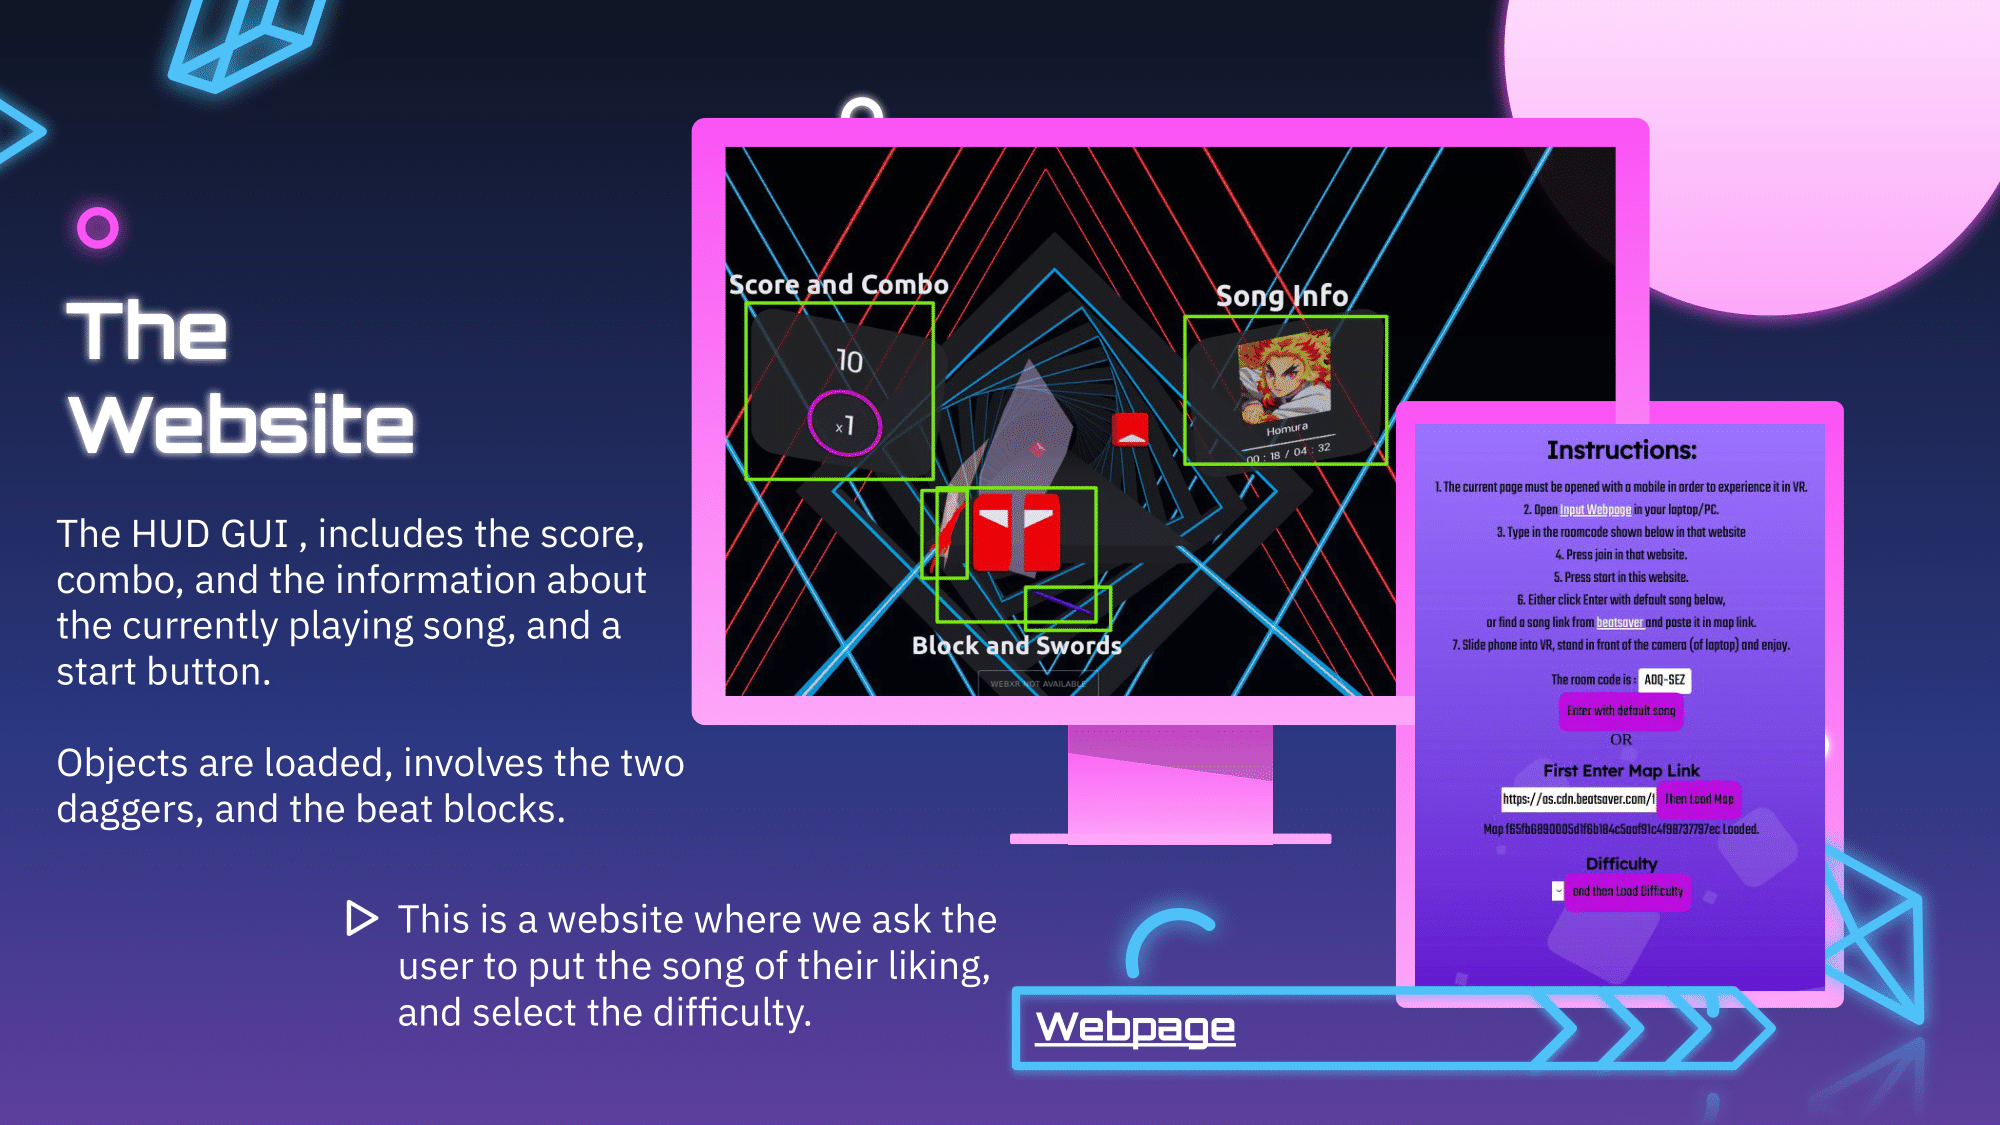 The
Website
The HUD GUI , includes the score,
combo, and the information about
the currently playing song, and a
start button.
Objects are loaded, involves the two
daggers, and the beat blocks.
This is a website where we ask the
user to put the song of their liking,
and select the difficulty.
Score and Combo
10
x1
Song Info
Homura
00 : 18 / 04 : 32
Block and Swords
WEBXR NOT AVAILABLE
Instructions:
1. The current page must be opened with a mobile in order to experience it in VR.
2. Open Input Webpage in your laptop/PC.
3. Type in the roomcode shown below in that website
4. Press join in that website.
5. Press start in this website.
6. Either click Enter with default song below,
or find a song link from beatsaver and paste it in map link.
7. Slide phone into VR, stand in front of the camera (of laptop) and enjoy.
The room code is : AOQ-SEZ
Enter with default song
OR
First Enter Map Link
https://as.cdn.beatsaver.com/f Then Load Map
Map Loaded.
Difficulty
and then Load Difficulty
Webpage